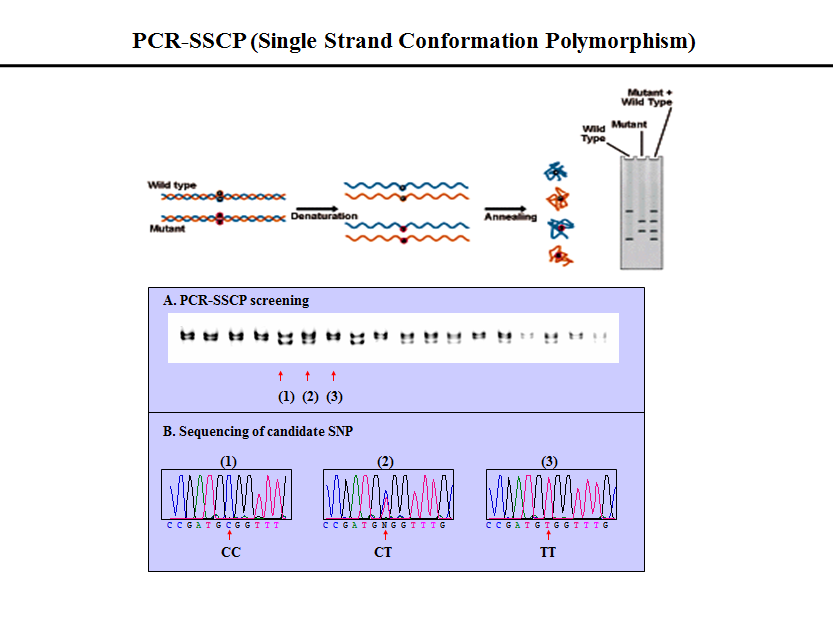 PCR-SSCP (Single Strand Conformation Polymorphism)
Mutant +
Wild Type
Wild
Type
Mutant
Wild type
Denaturation
Annealing
Mutant
A. PCR-SSCP screening
(1) (2) (3)
B. Sequencing of candidate SNP
(1) (2) (3)
C C G A T G C G G T T T
C C G A T G N G G T T T G
C C G A T G T G G T T T G
CC CT TT